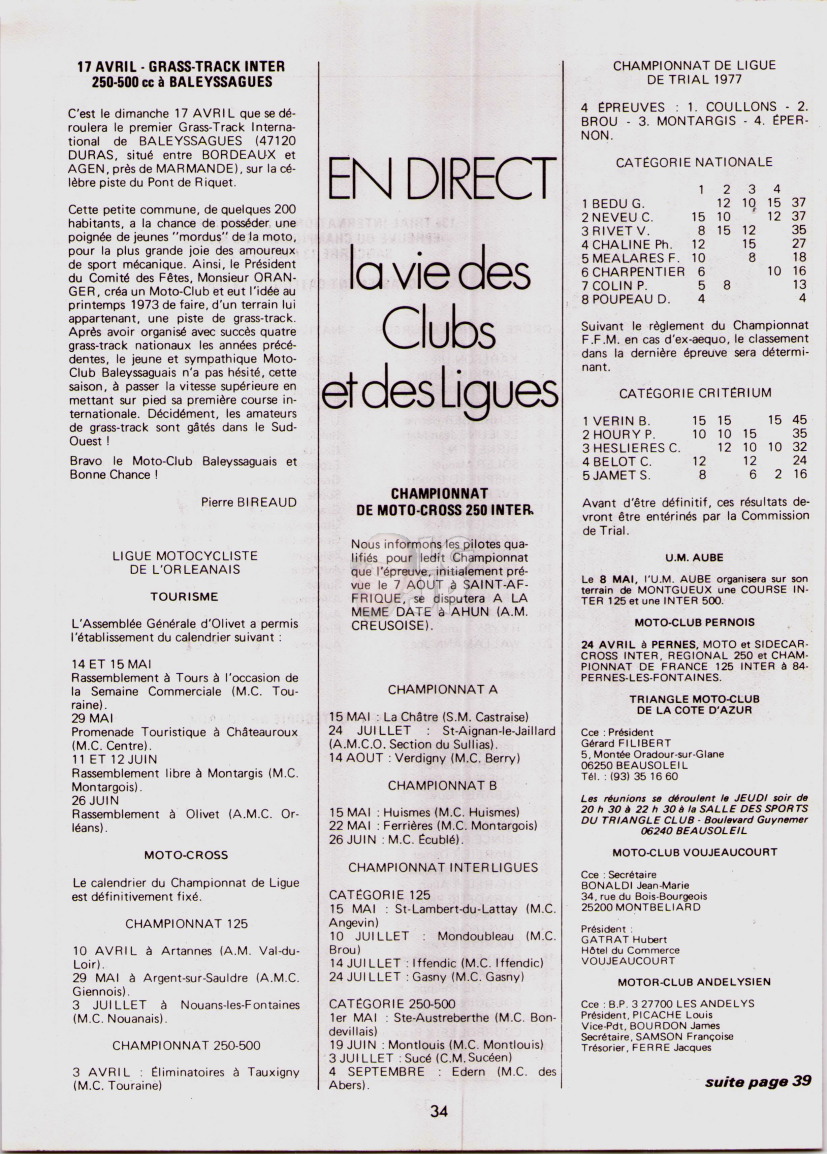 17 AVRIL - GRASS-TRACK INTER
250-500 cc à BALEYSSAGUES
C'est le dimanche 17 AVRIL que se dé-
roulera le premier Grass-Track Interna-
tional de BALEYSSAGUES (47120
DURAS, situé entre BORDEAUX et
AGEN, près de MARMANDE), sur la cé-
lèbre piste du Pont de Riquet.
Cette petite commune, de quelques 200
habitants, a la chance de posséder une
poignée de jeunes "mordus" de la moto,
pour la plus grande joie des amoureux
de sport mécanique. Ainsi, le Président
du Comité des Fêtes, Monsieur ORAN-
GER, créa un Moto-Club et eut l'idée au
printemps 1973 de faire, d'un terrain lui
appartenant, une piste de grass-track.
Après avoir organisé avec succès quatre
grass-track nationaux les années précé-
dentes, le jeune et sympathique Moto-
Club Baleyssaguais n'a pas hésité, cette
saison, à passer la vitesse supérieure en
mettant sur pied sa première course in-
ternationale. Décidément, les amateurs
de grass-track sont gâtés dans le Sud-
Ouest !
Bravo le Moto-Club Baleyssaguais et
Bonne Chance !
Pierre BIREAUD
LIGUE MOTOCYCLISTE
DE L'ORLEANAIS
TOURISME
L'Assemblée Générale d'Olivet a permis
l'établissement du calendrier suivant :
14 ET 15 MAI
Rassemblement à Tours à l'occasion de
la Semaine Commerciale (M.C. Tou-
raine).
29 MAI
Promenade Touristique à Châteauroux
(M.C. Centre).
11 ET 12 JUIN
Rassemblement libre à Montargis (M.C.
Montargois).
26 JUIN
Rassemblement à Olivet (A.M.C. Or-
léans).
MOTO-CROSS
Le calendrier du Championnat de Ligue
est définitivement fixé.
CHAMPIONNAT 125
10 AVRIL à Artannes (A.M. Val-du-
Loir).
29 MAI à Argent-sur-Sauldre (A.M.C.
Giennois).
3 JUILLET à Nouans-les-Fontaines
(M.C. Nouanais).
CHAMPIONNAT 250-500
3 AVRIL : Éliminatoires à Tauxigny
(M.C. Touraine)
EN DIRECT
la vie des
Clubs
et des Ligues
CHAMPIONNAT
DE MOTO-CROSS 250 INTER.
Nous informons les pilotes qua-
lifiés pour ledit Championnat
que l'épreuve, initialement pré-
vue le 7 AOUT à SAINT-AF-
FRIQUE, se disputera A LA
MEME DATE à AHUN (A.M.
CREUSOISE).
CHAMPIONNAT A
15 MAI : La Châtre (S.M. Castraise)
24 JUILLET : St-Aignan-le-Jaillard
(A.M.C.O. Section du Sullias).
14 AOUT : Verdigny (M.C. Berry)
CHAMPIONNAT B
15 MAI : Huismes (M.C. Huismes)
22 MAI : Ferrières (M.C. Montargois)
26 JUIN : M.C. Écublé).
CHAMPIONNAT INTERLIGUES
CATÉGORIE 125
15 MAI : St-Lambert-du-Lattay (M.C.
Angevin)
10 JUILLET : Mondoubleau (M.C.
Brou)
14 JUILLET : Iffendic (M.C. Iffendic)
24 JUILLET : Gasny (M.C. Gasny)
CATÉGORIE 250-500
1er MAI : Ste-Austreberthe (M.C. Bon-
devillais)
19 JUIN : Montlouis (M.C. Montlouis)
3 JUILLET : Sucé (C.M. Sucéen)
4 SEPTEMBRE : Edern (M.C. des
Abers).
CHAMPIONNAT DE LIGUE
DE TRIAL 1977
4 ÉPREUVES : 1. COULLONS - 2.
BROU - 3. MONTARGIS - 4. ÉPER-
NON.
CATÉGORIE NATIONALE
1 2 3 4
1 BEDU G. 12 10 15 37
2 NEVEU C. 15 10 12 37
3 RIVET V. 8 15 12 35
4 CHALINE Ph. 12 15 27
5 MEALARES F. 10 8 18
6 CHARPENTIER 6 10 16
7 COLIN P. 5 8 13
8 POUPEAU D. 4 4
Suivant le règlement du Championnat
F.F.M. en cas d'ex-aequo, le classement
dans la dernière épreuve sera détermi-
nant.
CATÉGORIE CRITÉRIUM
1 VERIN B. 15 15 15 45
2 HOURY P. 10 10 15 35
3 HESLIERES C. 12 10 10 32
4 BELOT C. 12 12 24
5 JAMET S. 8 6 2 16
Avant d'être définitif, ces résultats de-
vront être entérinés par la Commission
de Trial.
U.M. AUBE
Le 8 MAI, l'U.M. AUBE organisera sur son
terrain de MONTGUEUX une COURSE IN-
TER 125 et une INTER 500.
MOTO-CLUB PERNOIS
24 AVRIL à PERNES, MOTO et SIDECAR-
CROSS INTER, REGIONAL 250 et CHAM-
PIONNAT DE FRANCE 125 INTER à 84-
PERNES-LES-FONTAINES.
TRIANGLE MOTO-CLUB
DE LA COTE D'AZUR
Cce : Président
Gérard FILIBERT
5, Montée Oradour-sur-Glane
06250 BEAUSOLEIL
Tél. : (93) 35 16 60
Les réunions se déroulent le JEUDI soir de
20 h 30 à 22 h 30 à la SALLE DES SPORTS
DU TRIANGLE CLUB - Boulevard Guynemer
06240 BEAUSOLEIL
MOTO-CLUB VOUJEAUCOURT
Cce : Secrétaire
BONALDI Jean-Marie
34, rue du Bois-Bourgeois
25200 MONTBELIARD
Président :
GATRAT Hubert
Hôtel du Commerce
VOUJEAUCOURT
MOTOR-CLUB ANDELYSIEN
Cce : B.P. 3 27700 LES ANDELYS
Président, PICACHE Louis
Vice-Pdt, BOURDON James
Secrétaire, SAMSON Françoise
Trésorier, FERRE Jacques
suite page 39
34